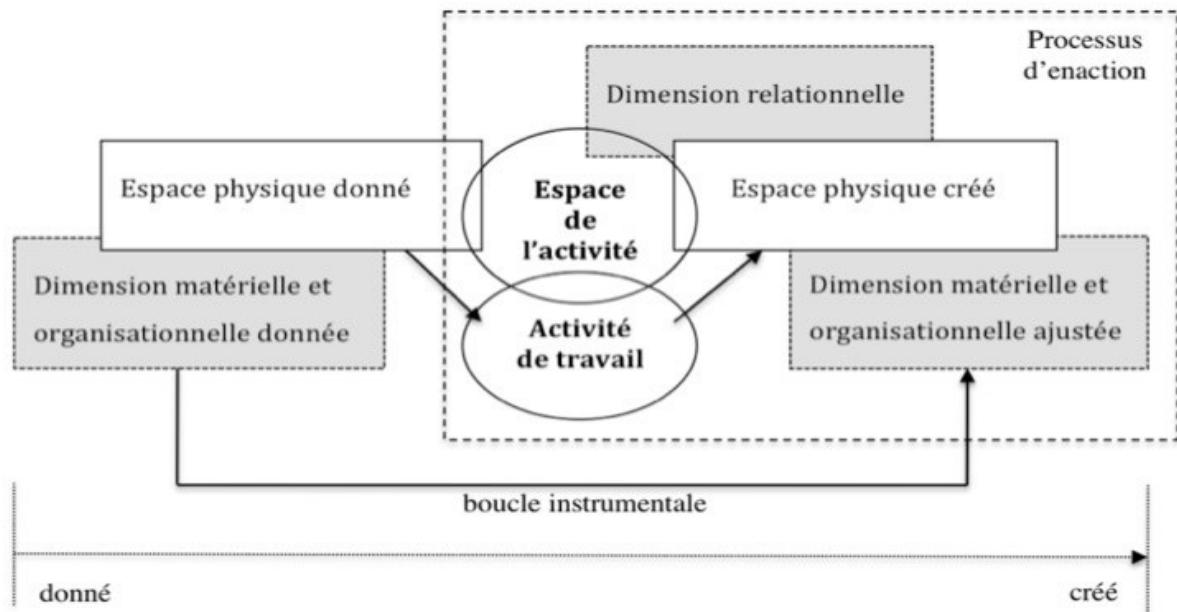 Processus
d'enaction
Dimension relationnelle
Espace physique donné
Espace
de
l'activité
Espace physique créé
Dimension matérielle et
organisationnelle donnée
Activité
de travail
Dimension matérielle et
organisationnelle ajustée
boucle instrumentale
donné
créé